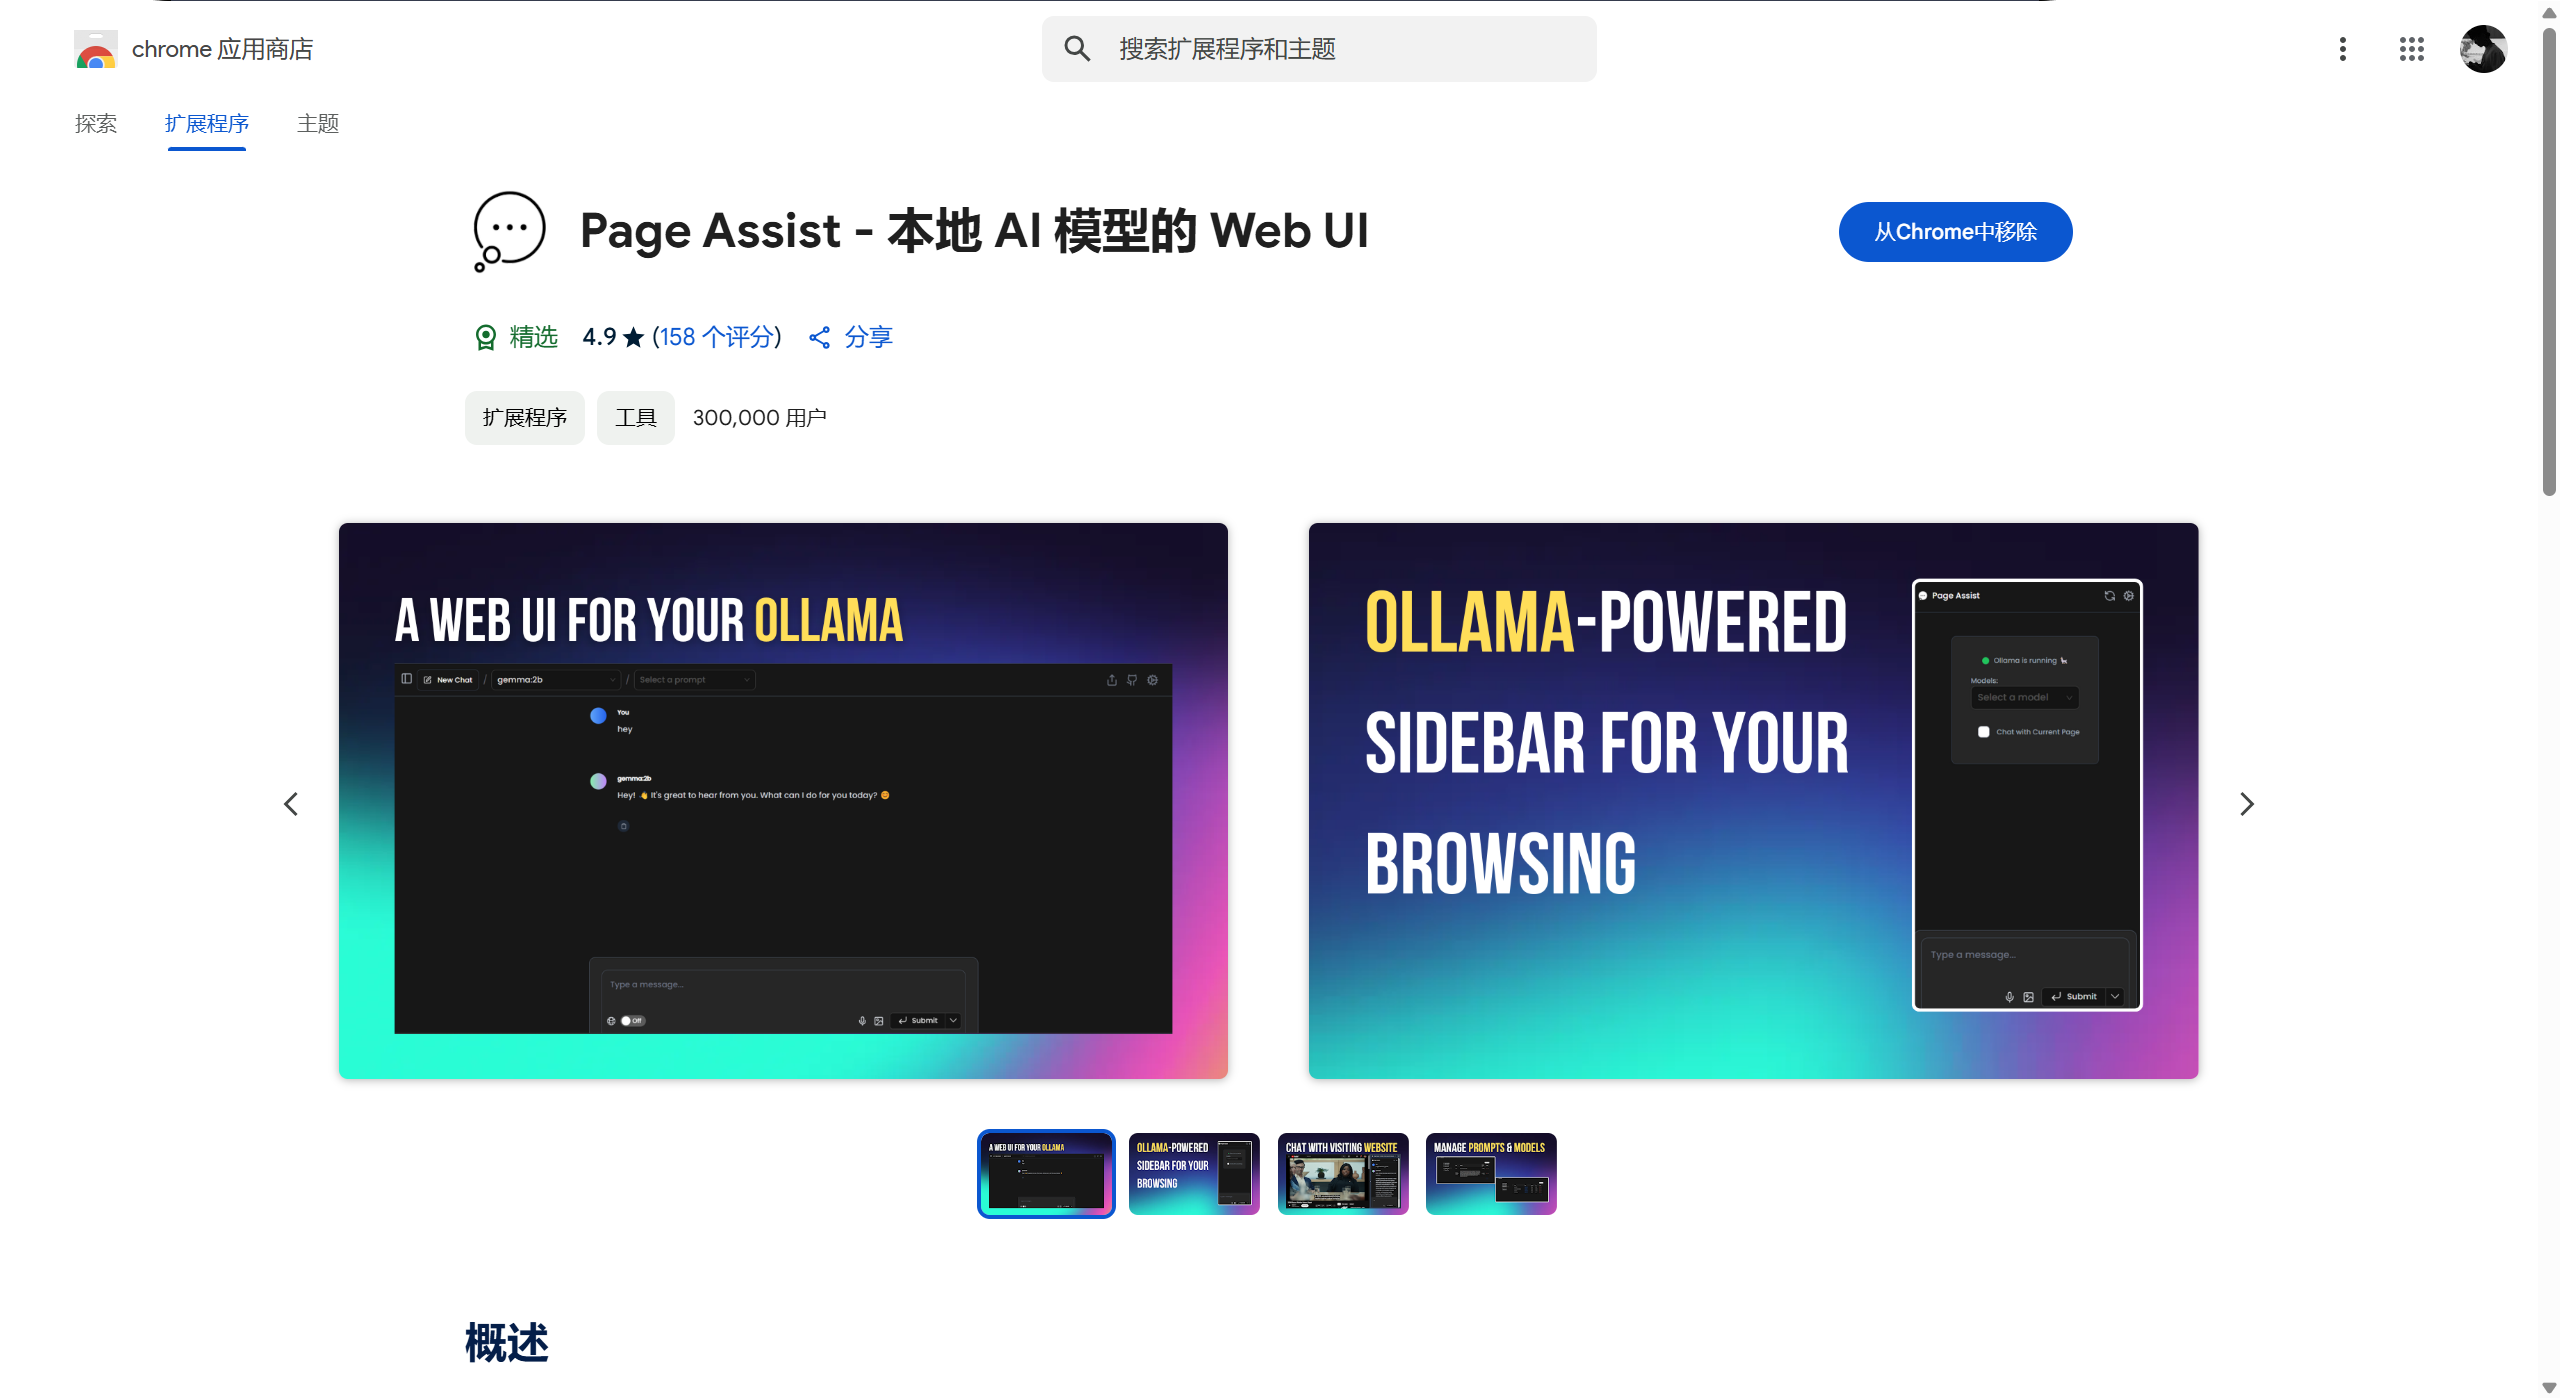 chrome 应用商店
搜索扩展程序和主题
探索
扩展程序
主题
Page Assist - 本地 AI 模型的 Web UI
从Chrome中移除
精选
4.9 ★ (158 个评分)
分享
扩展程序
工具
300,000 用户
A WEB UI FOR YOUR OLLAMA
New Chat / gemma:2b / Select a prompt
You
hey
gemma:2b
Hey! 👋 It's great to hear from you. What can I do for you today? 😊
Type a message...
Off
Submit
OLLAMA-POWERED
SIDEBAR FOR YOUR
BROWSING
Page Assist
Ollama is running 🦙
Models:
Select a model
Chat with Current Page
Type a message...
Submit
A WEB UI FOR YOUR OLLAMA
OLLAMA-POWERED
SIDEBAR FOR YOUR
BROWSING
CHAT WITH VISITING WEBSITE
MANAGE PROMPTS & MODELS
概述